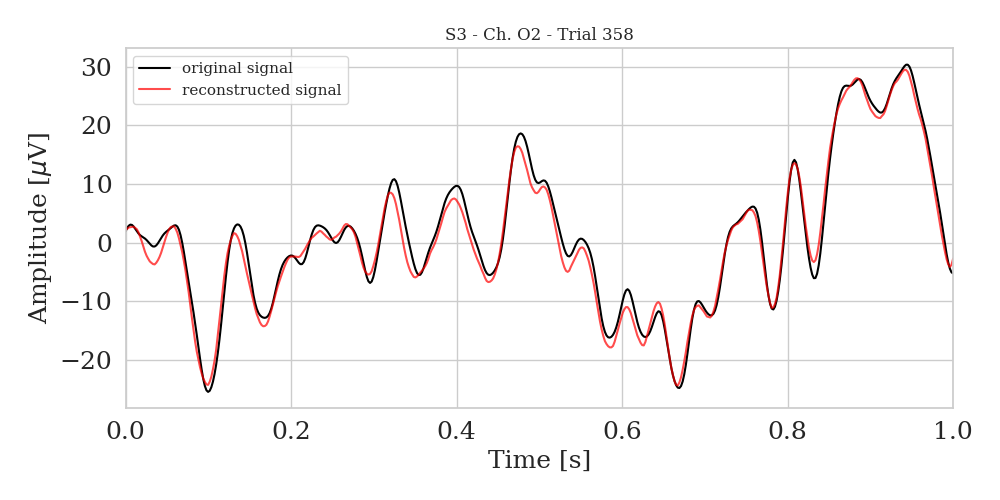 S3 - Ch. O2 - Trial 358
original signal
reconstructed signal
Amplitude [μV]
30
20
10
0
−10
−20
0.0 0.2 0.4 0.6 0.8 1.0
Time [s]